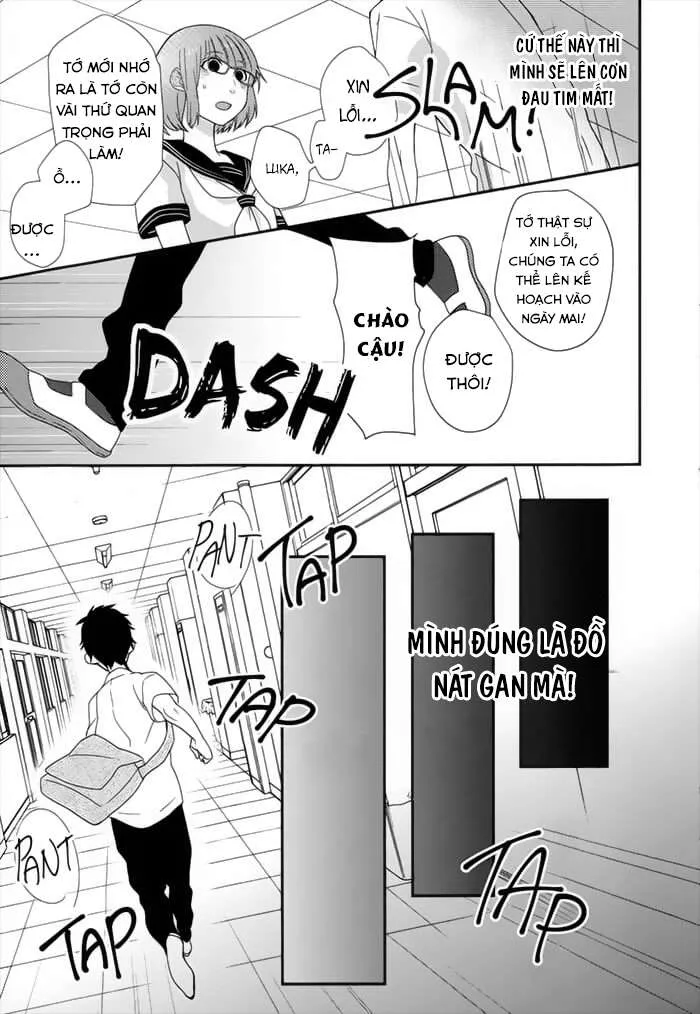 CỨ THẾ NÀY THÌ
MÌNH SẼ LÊN CƠN
ĐAU TIM MẤT!
SLAM!
XIN
LỖI...
TA-
LUKA,
TỚ MỚI NHỚ
RA LÀ TỚ CÒN
VÀI THỨ QUAN
TRỌNG PHẢI
LÀM!
Ồ...
ĐƯỢC
...
TỚ THẬT SỰ
XIN LỖI,
CHÚNG TA CÓ
THỂ LÊN KẾ
HOẠCH VÀO
NGÀY MAI!
ĐƯỢC
THÔI!
CHÀO
CẬU!
DASH
PANT
TAP
MÌNH ĐÚNG LÀ ĐỒ
NÁT GAN MÀ!
TAP
PANT
TAP
TAP